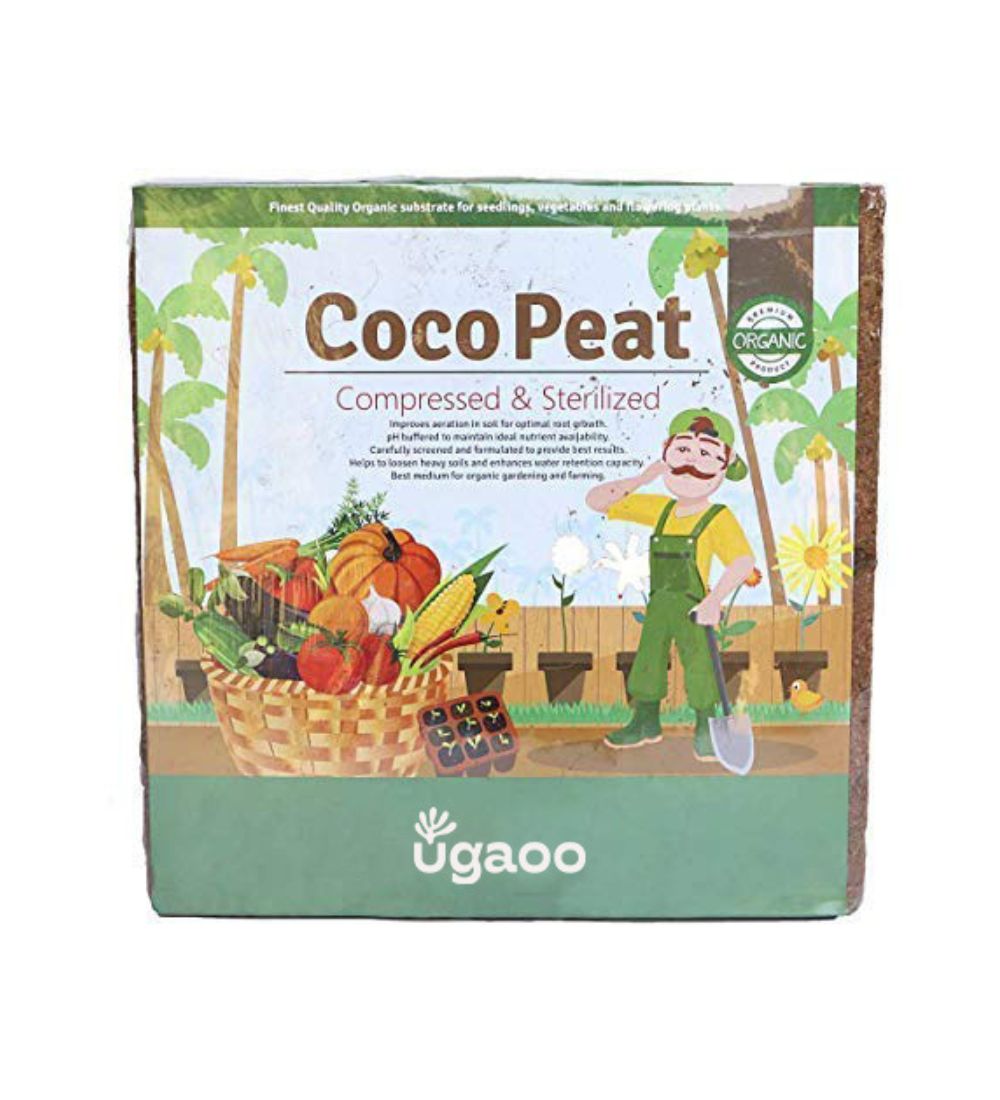 Finest Quality Organic substrate for seedlings, vegetables and flowering plants.
Coco Peat
PREMIUM
ORGANIC
PRODUCT
Compressed & Sterilized
Improves aeration in soil for optimal root growth.
pH buffered to maintain ideal nutrient availability.
Carefully screened and formulated to provide best results.
Helps to loosen heavy soils and enhances water retention capacity.
Best medium for organic gardening and farming.
ugaoo